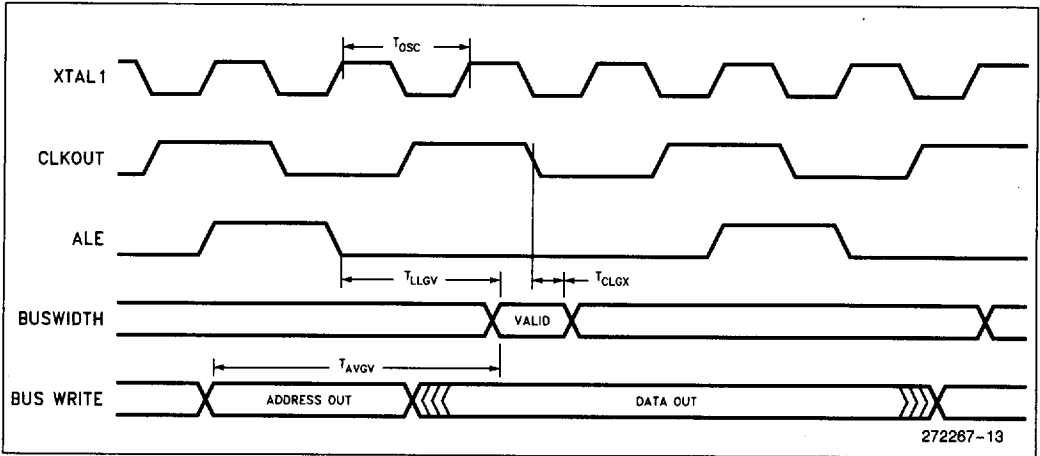 T_OSC
XTAL1
CLKOUT
ALE
T_LLGV
T_CLGX
BUSWIDTH
VALID
T_AVGV
BUS WRITE
ADDRESS OUT
DATA OUT
272267-13